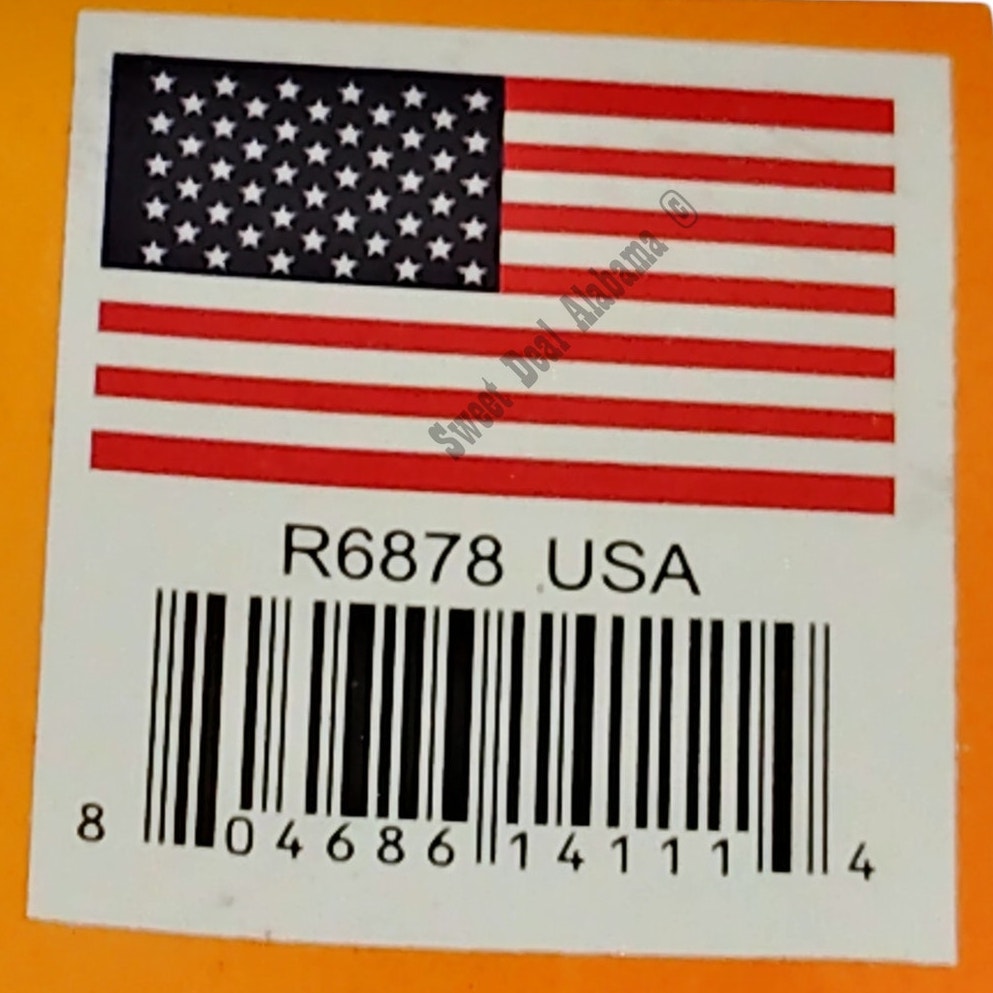 Sweet Deal Alabama ©
R6878 USA
8 04686 14111 4